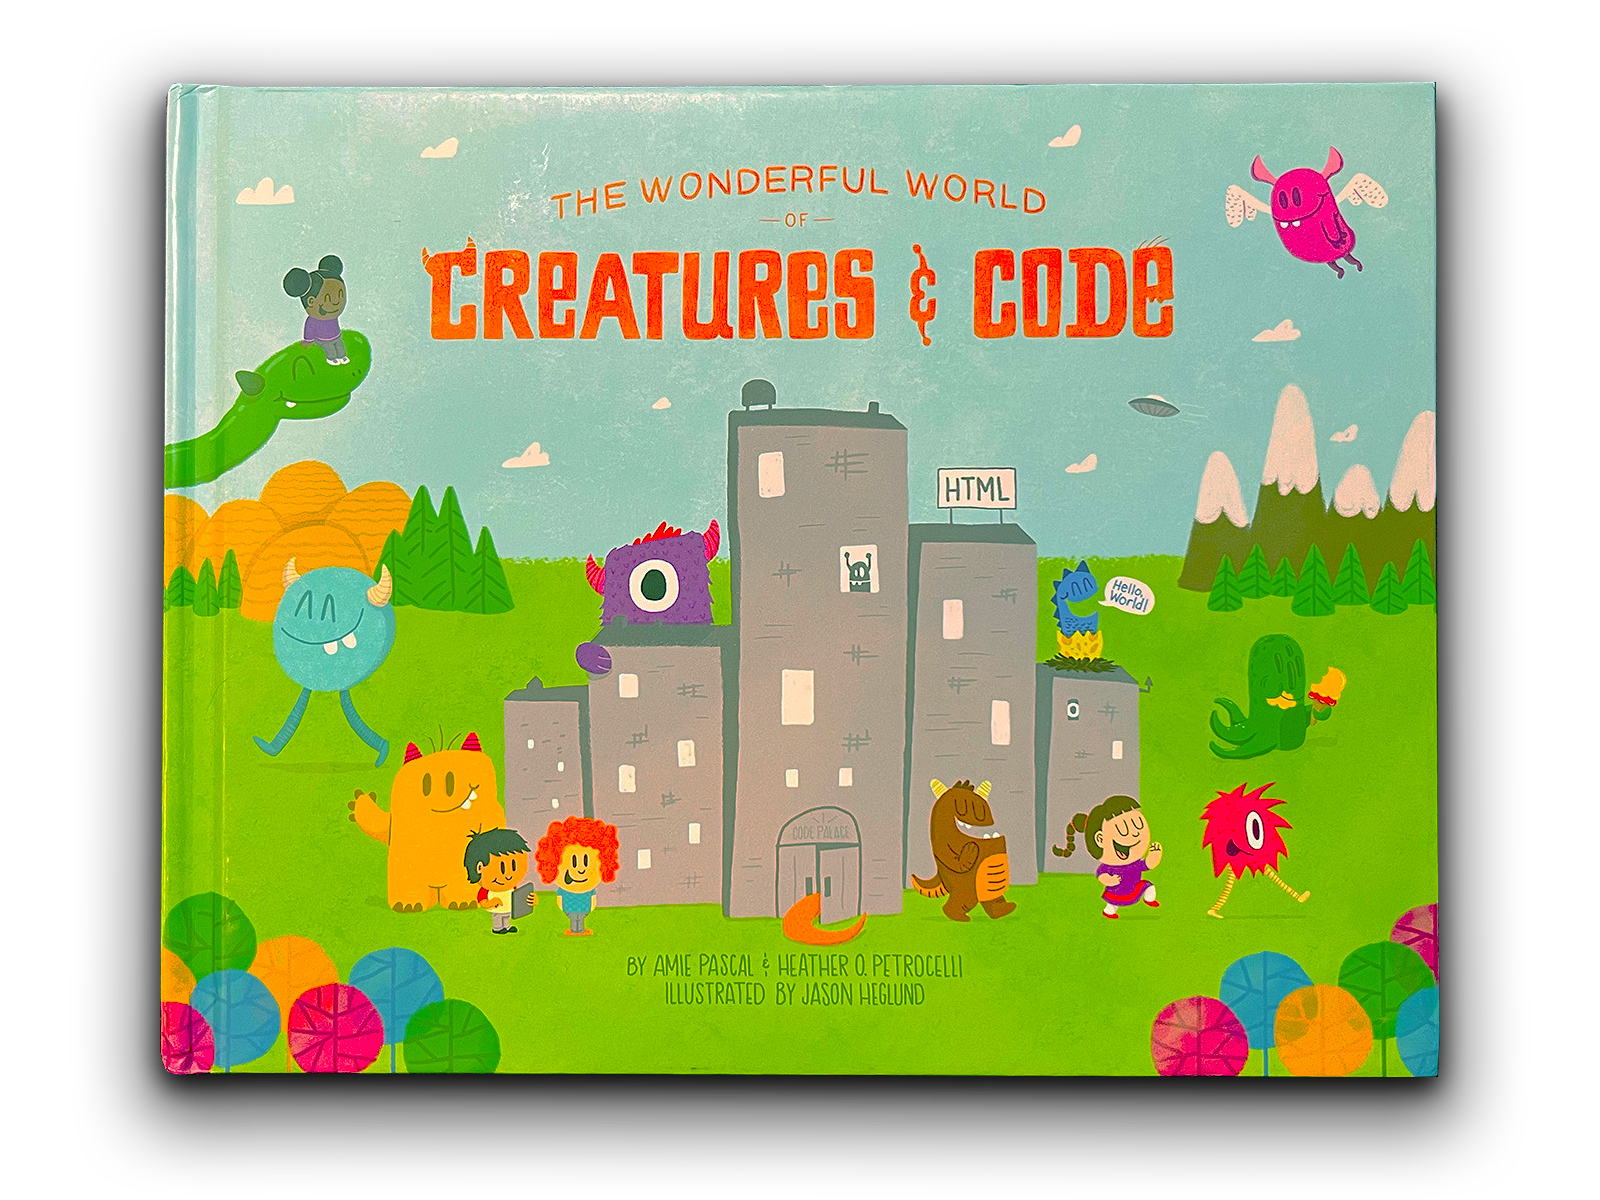 THE WONDERFUL WORLD
OF
CREATURES & CODE
HTML
Hello,
World!
CODE PALACE
BY AMIE PASCAL & HEATHER O. PETROCELLI
ILLUSTRATED BY JASON HEGLUND